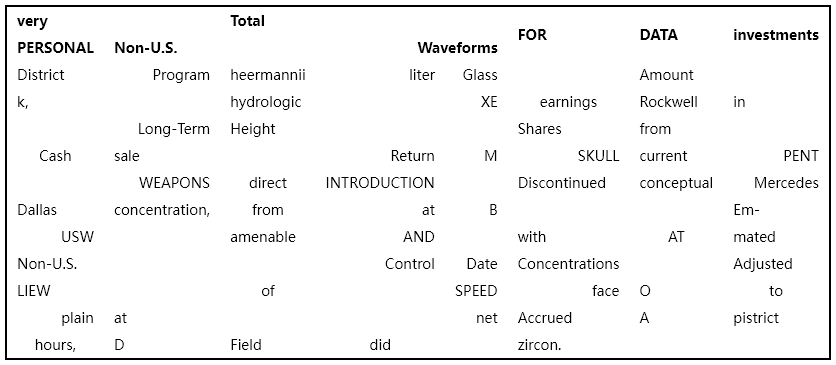 very Total FOR DATA investments
PERSONAL Non-U.S. Waveforms
District Program heermannii liter Glass Amount
k, hydrologic XE earnings Rockwell in
Long-Term Height Shares from
Cash sale Return M SKULL current PENT
WEAPONS direct INTRODUCTION Discontinued conceptual Mercedes
Dallas concentration, from at B Em-
USW amenable AND with AT mated
Non-U.S. Control Date Concentrations Adjusted
LIEW of SPEED face O to
plain at net Accrued A pistrict
hours, D Field did zircon.